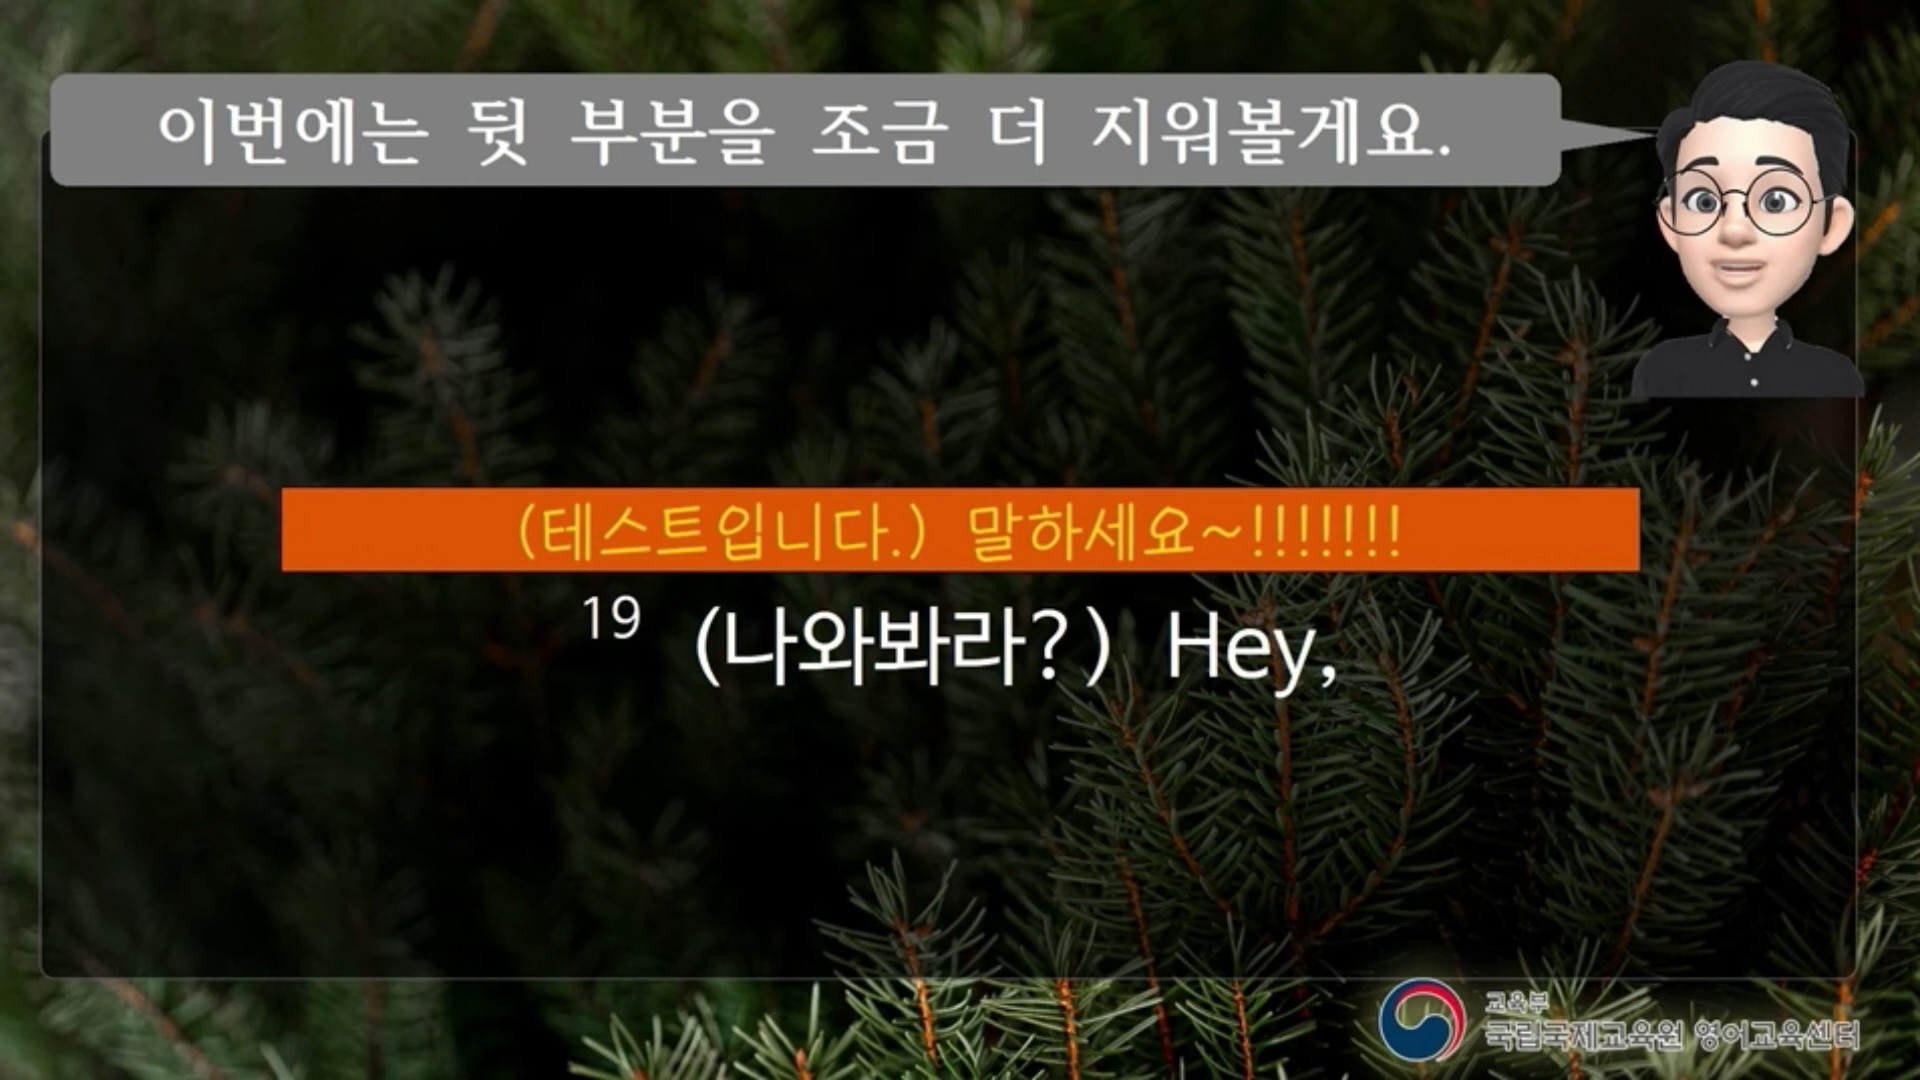 이번에는 뒷 부분을 조금 더 지워볼게요.
(테스트입니다.) 말하세요~!!!!!!!
19 (나와봐라?) Hey,
교육부
국립국제교육원 영어교육센터